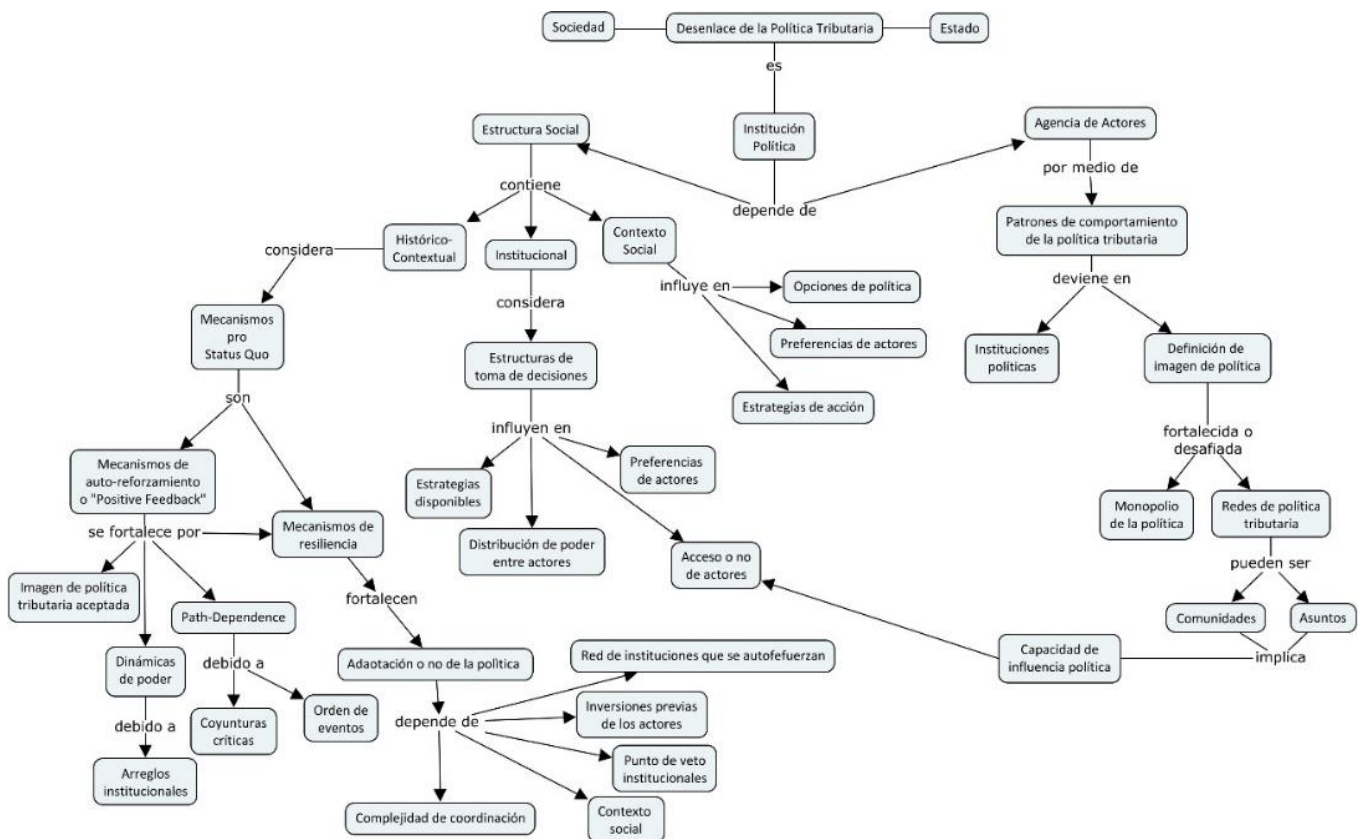 Sociedad
Desenlace de la Política Tributaria
Estado
es
Estructura Social
Institución
Política
Agencia de Actores
contiene
depende de
por medio de
Histórico-
Contextual
Institucional
Contexto
Social
Patrones de comportamiento
de la política tributaria
considera
considera
influye en
Opciones de política
Preferencias de actores
Estrategias de acción
deviene en
Mecanismos
pro
Status Quo
Estructuras de
toma de decisiones
Instituciones
políticas
Definición de
imagen de política
son
influyen en
fortalecida o
desafiada
Mecanismos de
auto-reforzamiento
o "Positive Feedback"
Estrategias
disponibles
Preferencias de
actores
Monopolio
de la política
Redes de política
tributaria
se fortalece por
Mecanismos de
resiliencia
Distribución de poder
entre actores
Acceso o no
de actores
pueden ser
Imagen de política
tributaria aceptada
Path-Dependence
fortalecen
Comunidades
Asuntos
Dinámicas
de poder
debido a
Adaotación o no de la polìtica
Red de instituciones que se autofefuerzan
Capacidad de
influencia política
implica
debido a
Coyunturas
críticas
Orden de
eventos
depende de
Inversiones previas
de los actores
Arreglos
institucionales
Punto de veto
institucionales
Complejidad de coordinación
Contexto
social